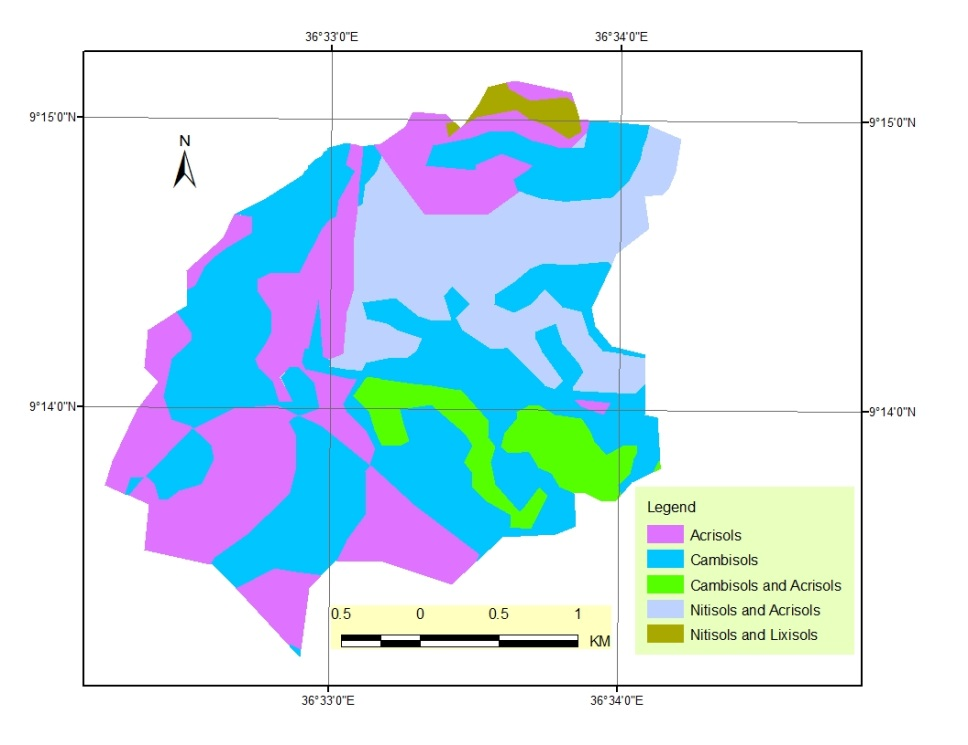 36°33'0"E 36°34'0"E
9°15'0"N 9°15'0"N
N
9°14'0"N 9°14'0"N
Legend
Acrisols
Cambisols
Cambisols and Acrisols
Nitisols and Acrisols
Nitisols and Lixisols
0.5 0 0.5 1
KM
36°33'0"E 36°34'0"E